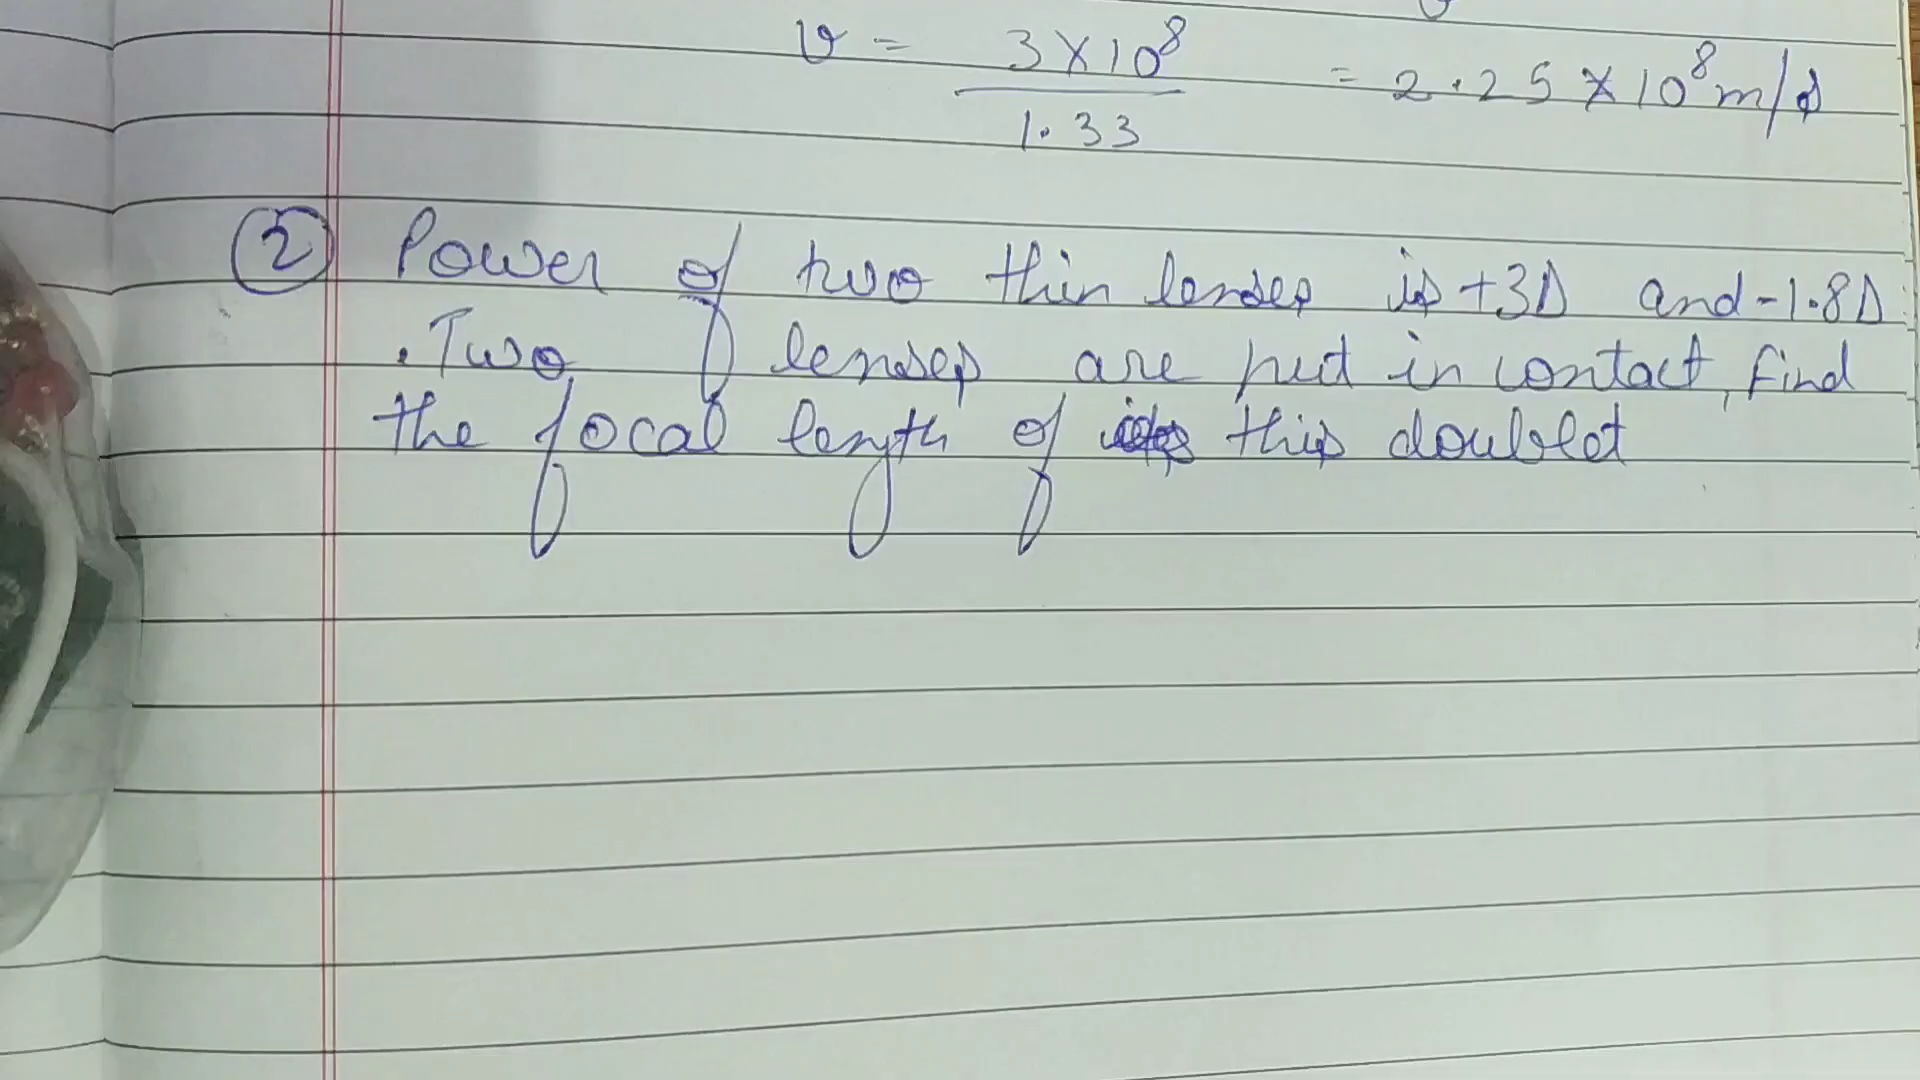 v = 3×10⁸ / 1.33 = 2.25 × 10⁸ m/s
② Power of two thin lenses is +3D and -1.8D
. Two lenses are put in contact, find
the focal length of this doublet